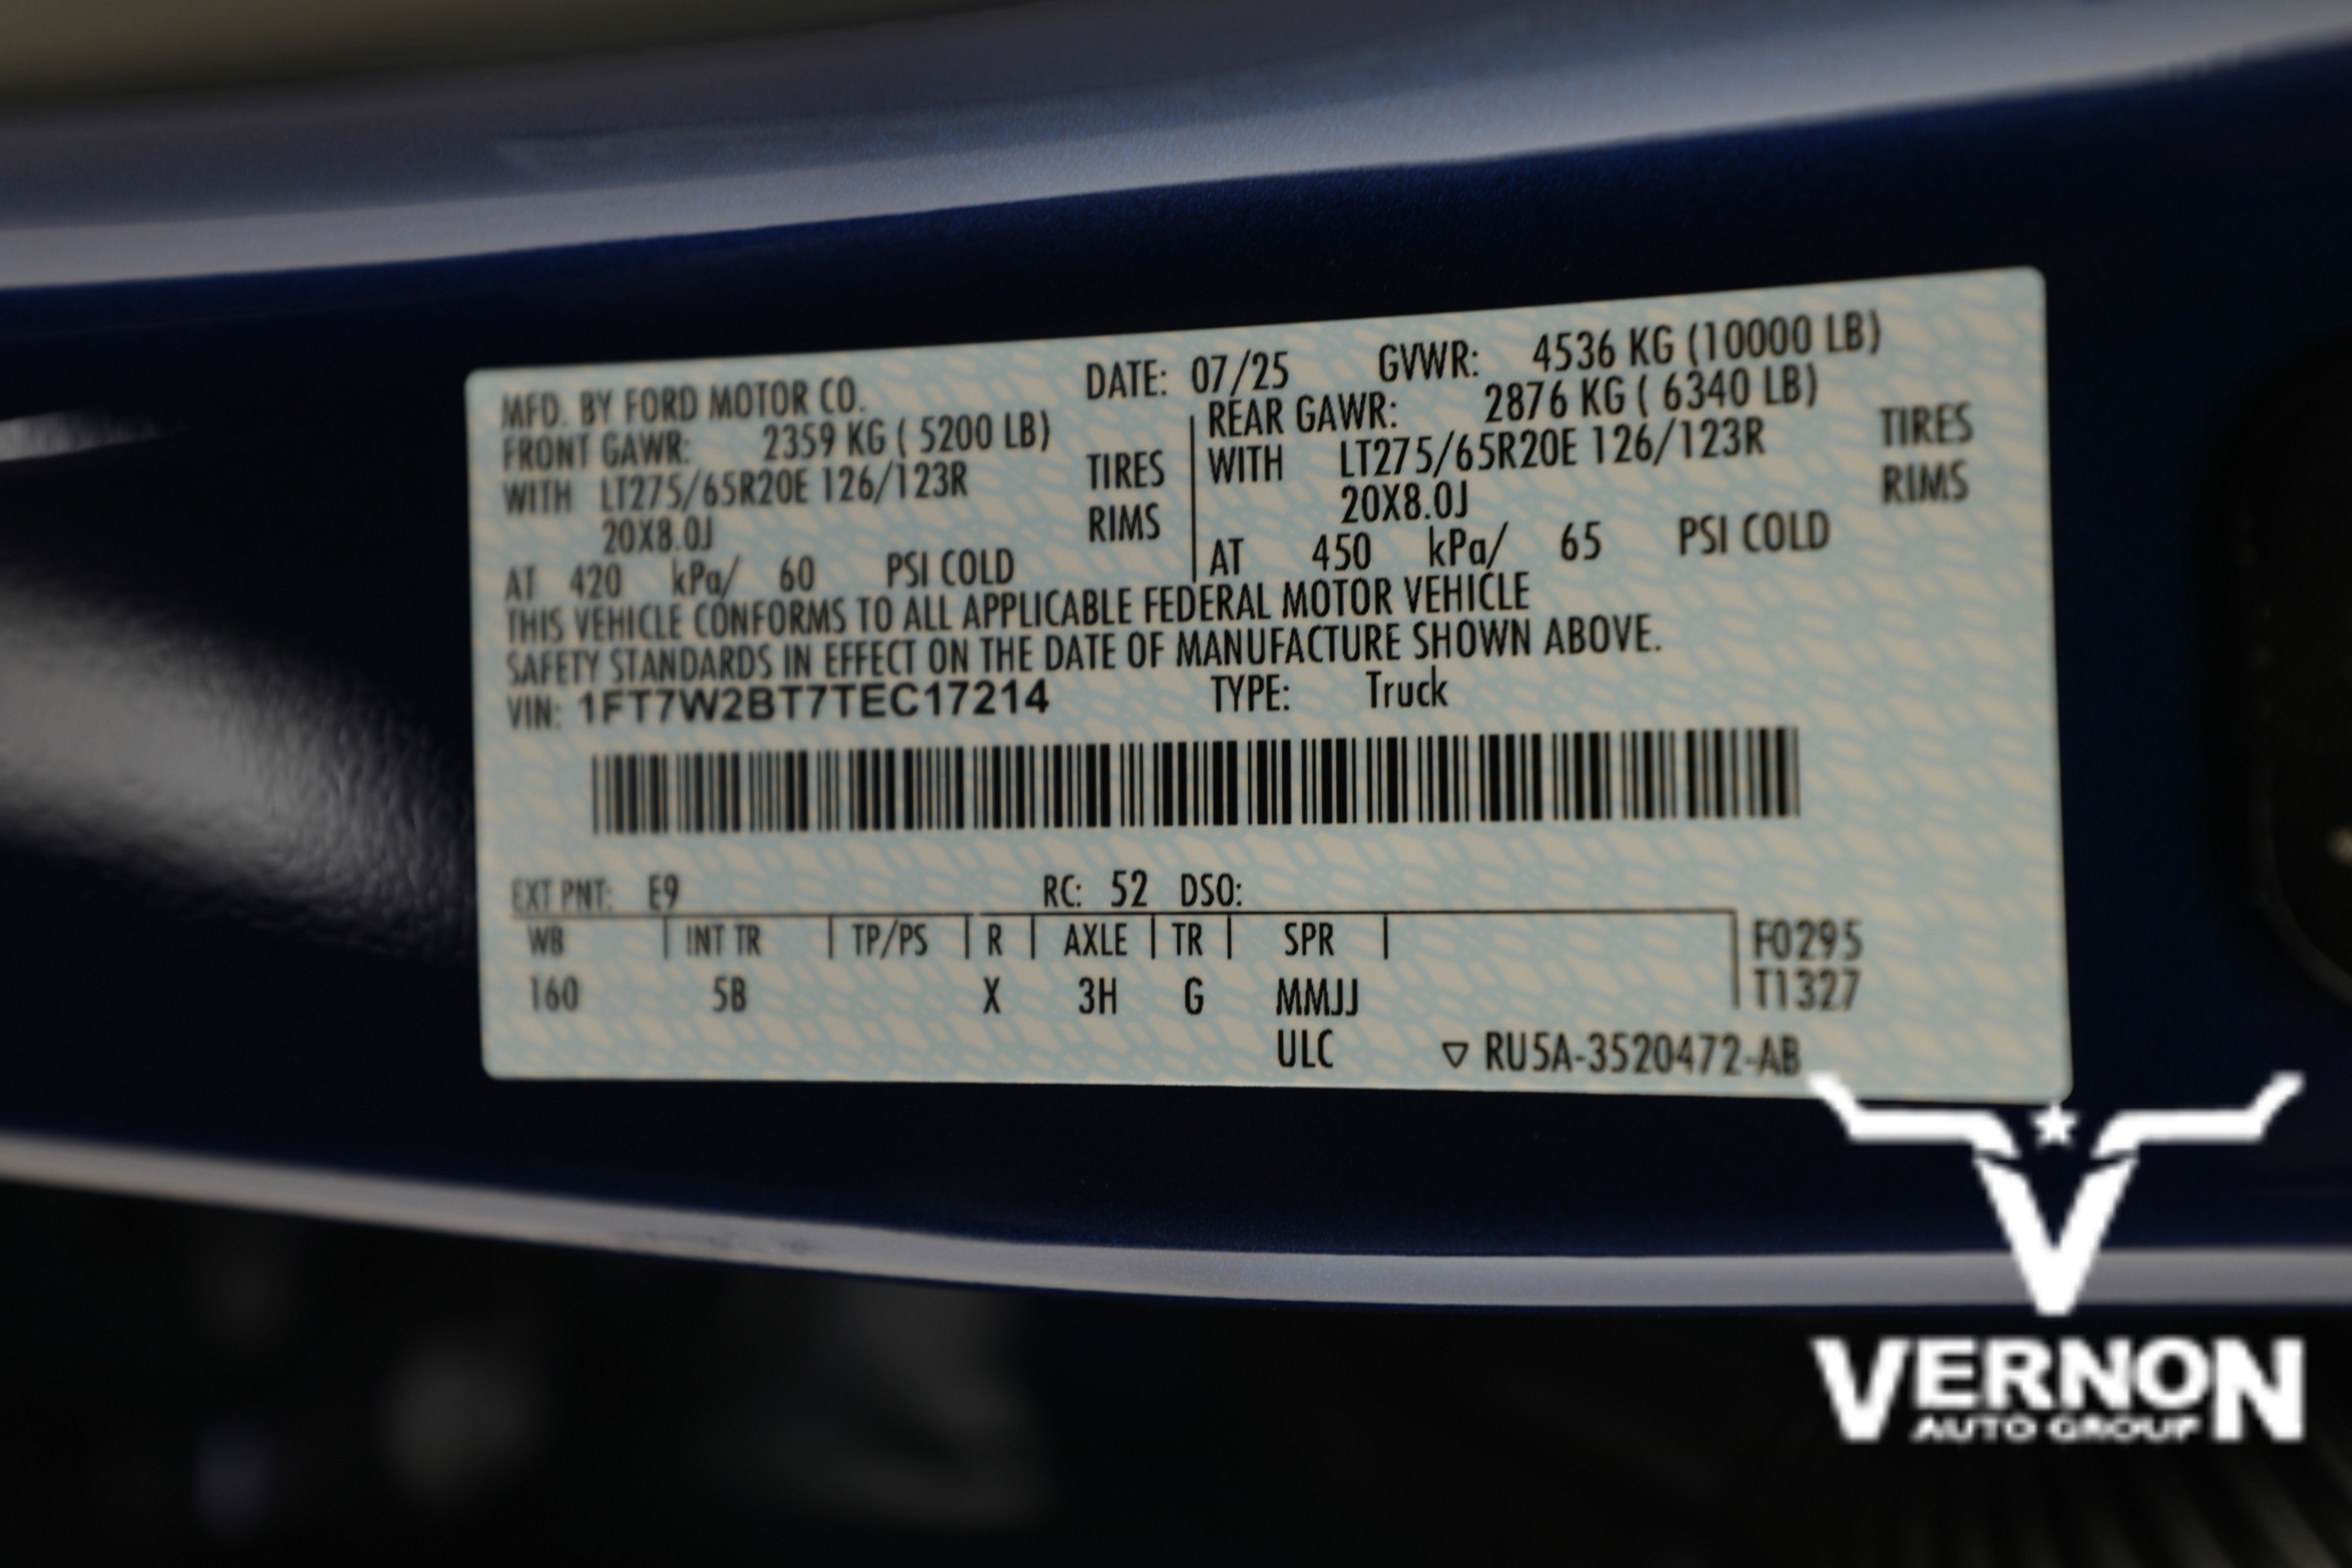 MFD. BY FORD MOTOR CO. DATE: 07/25 GVWR: 4536 KG (10000 LB)
FRONT GAWR: 2359 KG ( 5200 LB) REAR GAWR: 2876 KG ( 6340 LB)
WITH LT275/65R20E 126/123R TIRES WITH LT275/65R20E 126/123R TIRES
20X8.0J RIMS 20X8.0J RIMS
AT 420 kPa/ 60 PSI COLD AT 450 kPa/ 65 PSI COLD
THIS VEHICLE CONFORMS TO ALL APPLICABLE FEDERAL MOTOR VEHICLE
SAFETY STANDARDS IN EFFECT ON THE DATE OF MANUFACTURE SHOWN ABOVE.
VIN: 1FT7W2BT7TEC17214 TYPE: Truck
EXT PNT: E9 RC: 52 DSO:
WB INT TR TP/PS R AXLE TR SPR F0295
160 5B X 3H G MMJJ T1327
ULC ▽ RU5A-3520472-AB
VERNON
AUTO GROUP